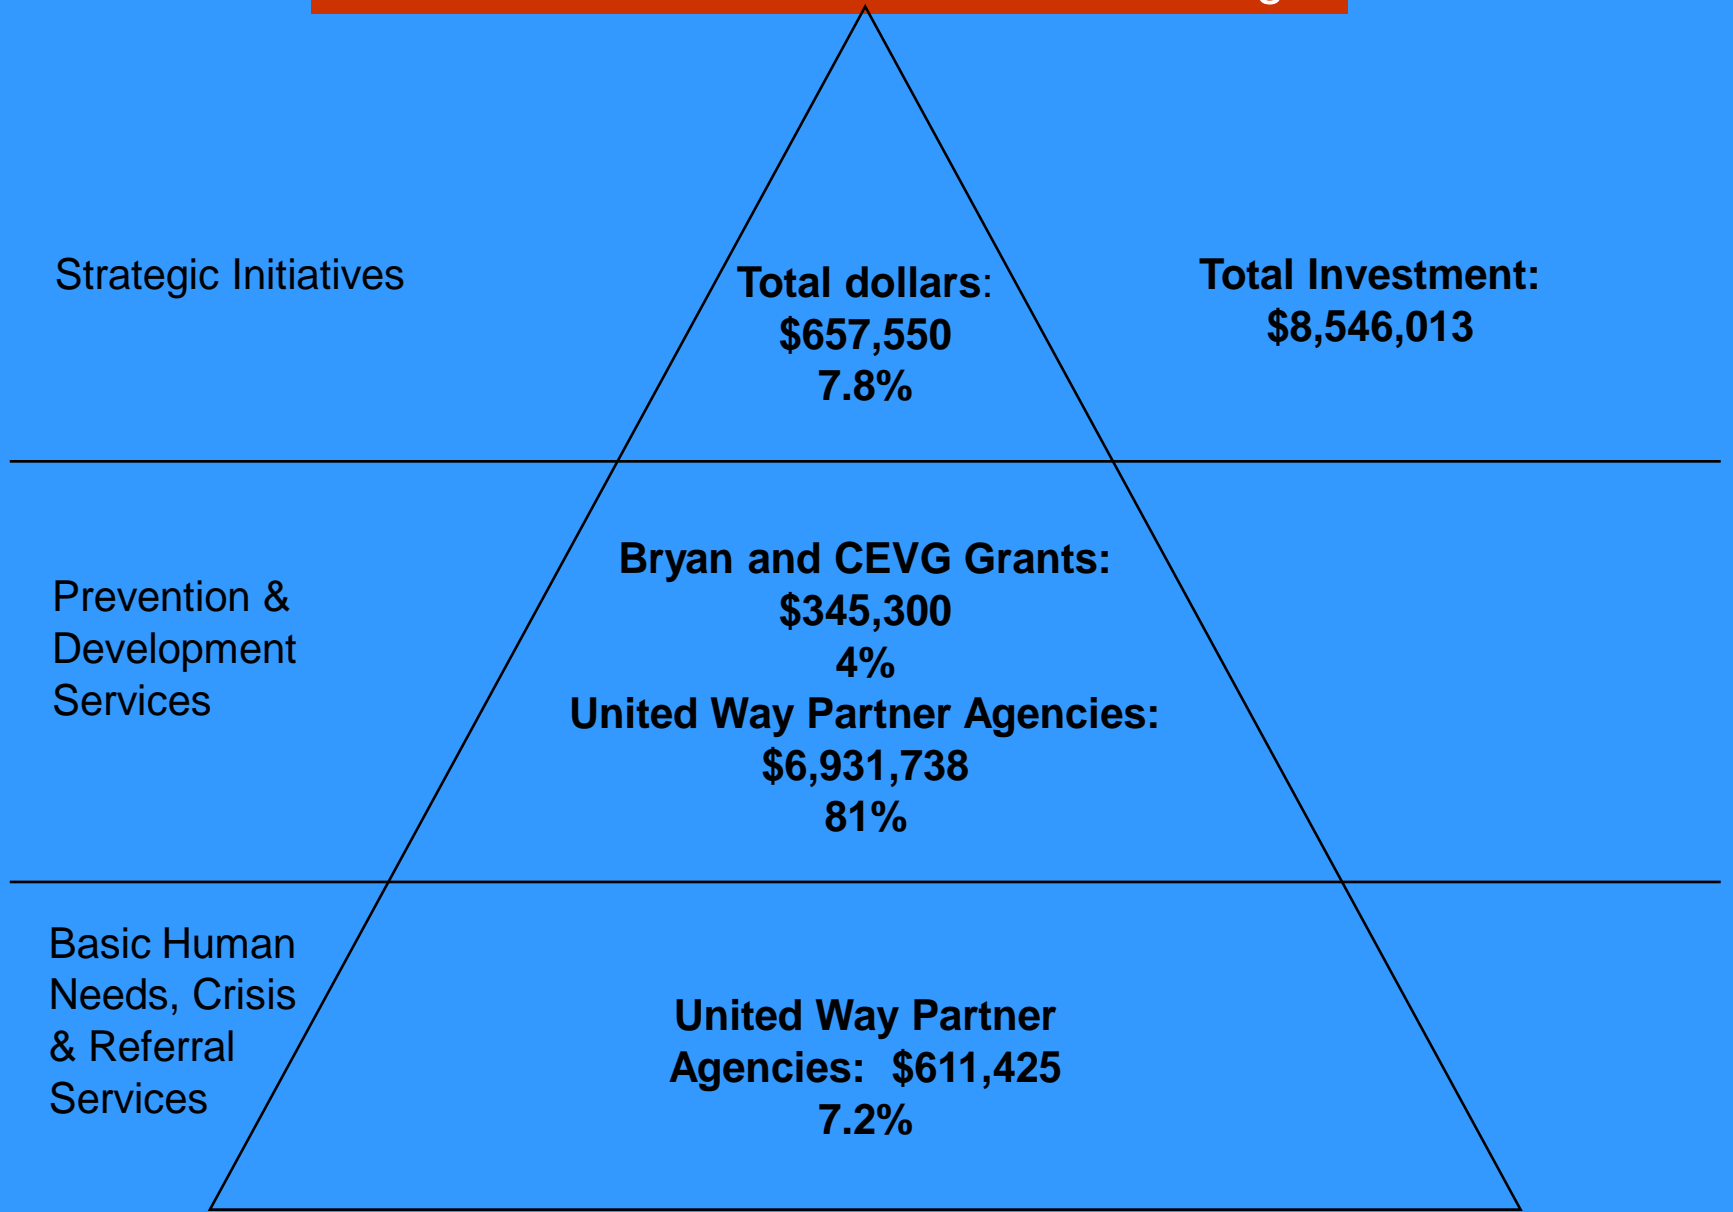 Strategic Initiatives
Total dollars:
$657,550
7.8%
Total Investment:
$8,546,013
Prevention &
Development
Services
Bryan and CEVG Grants:
$345,300
4%
United Way Partner Agencies:
$6,931,738
81%
Basic Human
Needs, Crisis
& Referral
Services
United Way Partner
Agencies:  $611,425
7.2%